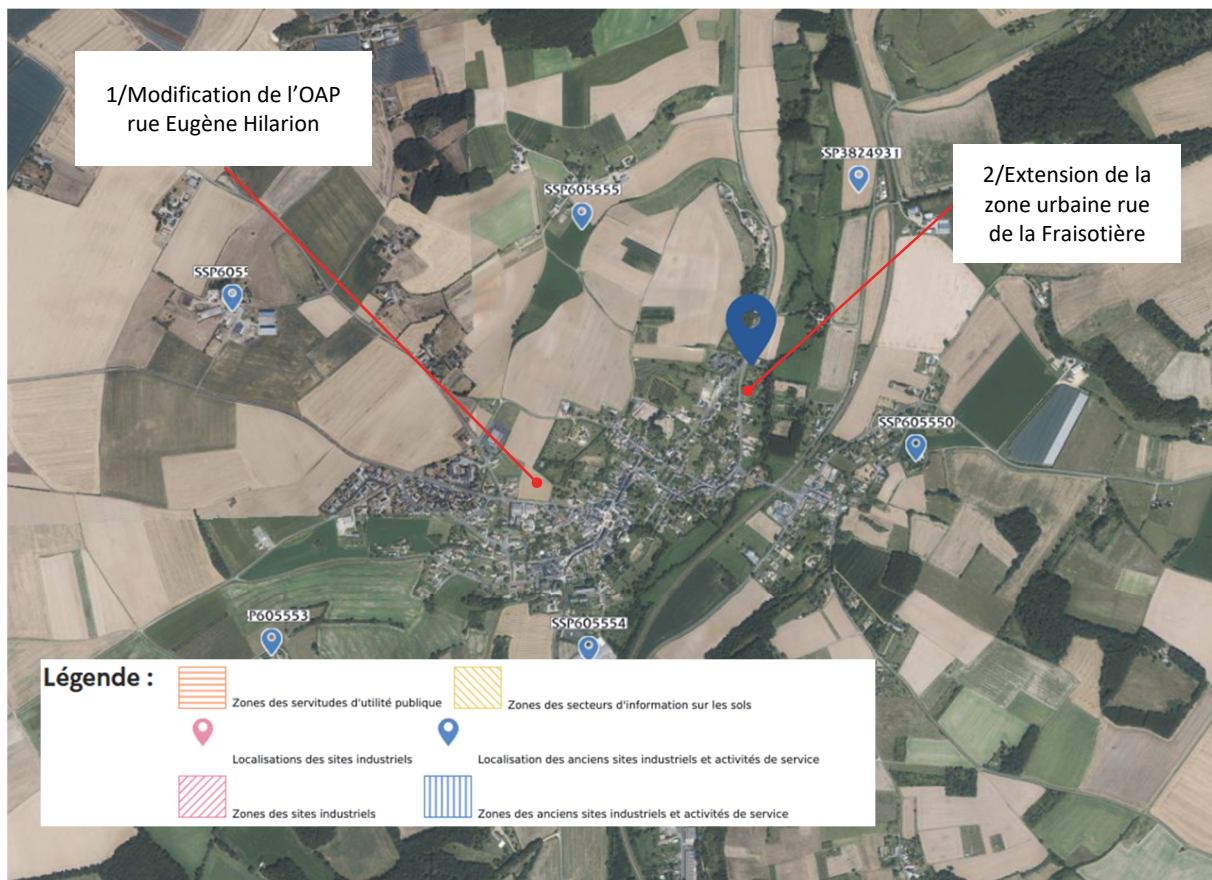 1/Modification de l’OAP
rue Eugène Hilarion
SSP3824931
2/Extension de la
zone urbaine rue
de la Fraisotière
SSP605555
SSP605
SSP605550
P605553
SSP605554
Légende :
Zones des servitudes d'utilité publique
Zones des secteurs d'information sur les sols
Localisations des sites industriels
Localisation des anciens sites industriels et activités de service
Zones des sites industriels
Zones des anciens sites industriels et activités de service